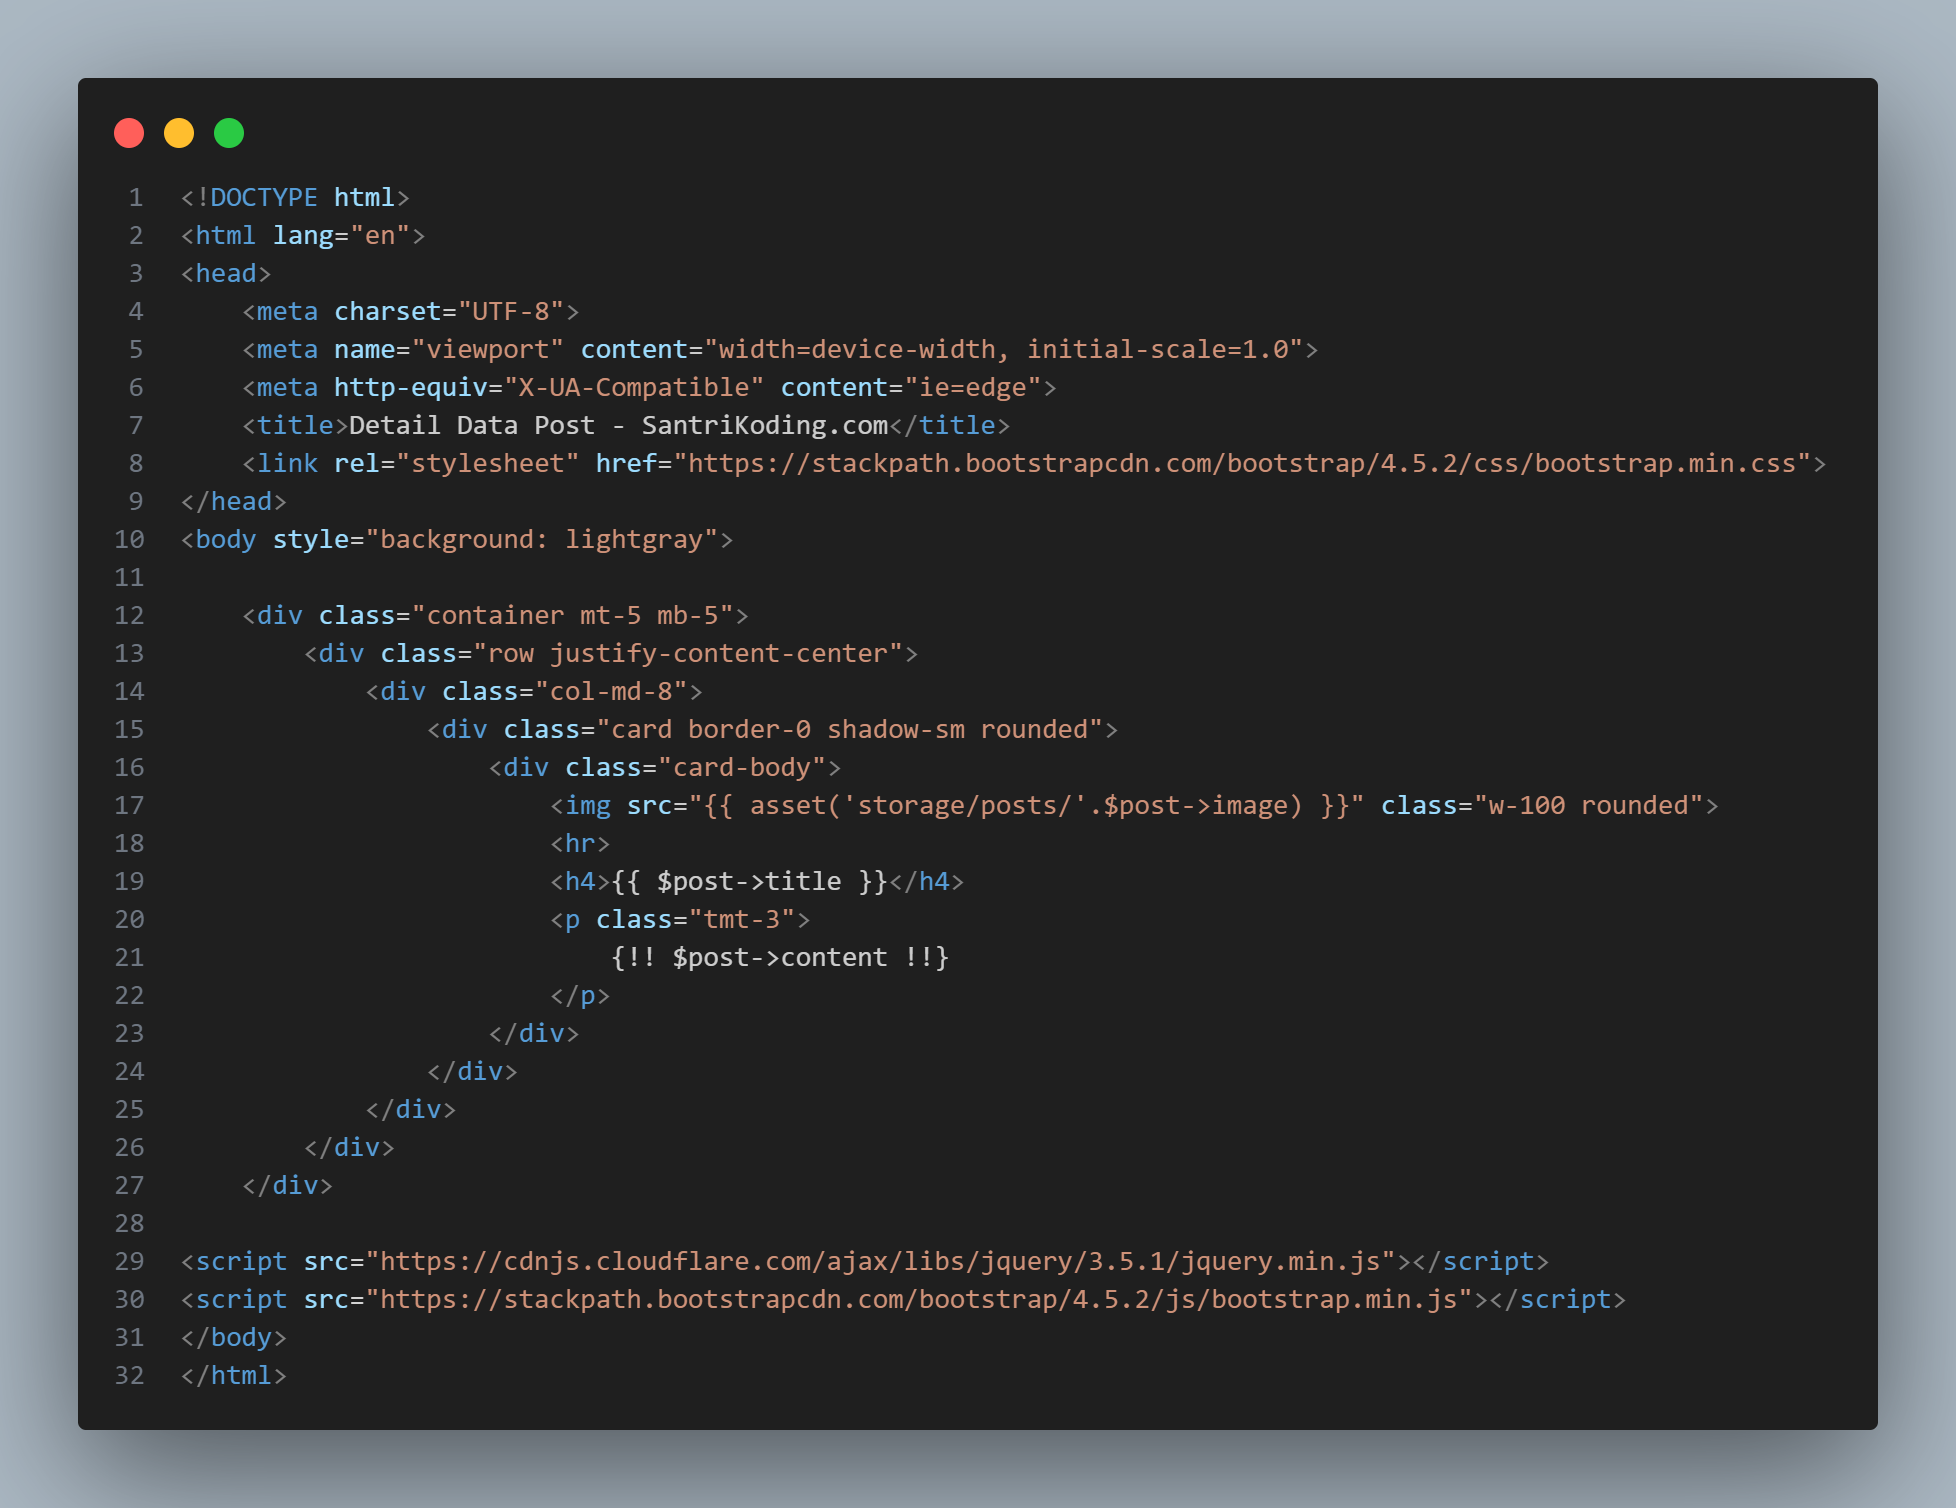 1 <!DOCTYPE html>
2 <html lang="en">
3 <head>
4     <meta charset="UTF-8">
5     <meta name="viewport" content="width=device-width, initial-scale=1.0">
6     <meta http-equiv="X-UA-Compatible" content="ie=edge">
7     <title>Detail Data Post - SantriKoding.com</title>
8     <link rel="stylesheet" href="https://stackpath.bootstrapcdn.com/bootstrap/4.5.2/css/bootstrap.min.css">
9 </head>
10 <body style="background: lightgray">
11
12     <div class="container mt-5 mb-5">
13         <div class="row justify-content-center">
14             <div class="col-md-8">
15                 <div class="card border-0 shadow-sm rounded">
16                     <div class="card-body">
17                         <img src="{{ asset('storage/posts/'.$post->image) }}" class="w-100 rounded">
18                         <hr>
19                         <h4>{{ $post->title }}</h4>
20                         <p class="tmt-3">
21                             {!! $post->content !!}
22                         </p>
23                     </div>
24                 </div>
25             </div>
26         </div>
27     </div>
28
29 <script src="https://cdnjs.cloudflare.com/ajax/libs/jquery/3.5.1/jquery.min.js"></script>
30 <script src="https://stackpath.bootstrapcdn.com/bootstrap/4.5.2/js/bootstrap.min.js"></script>
31 </body>
32 </html>